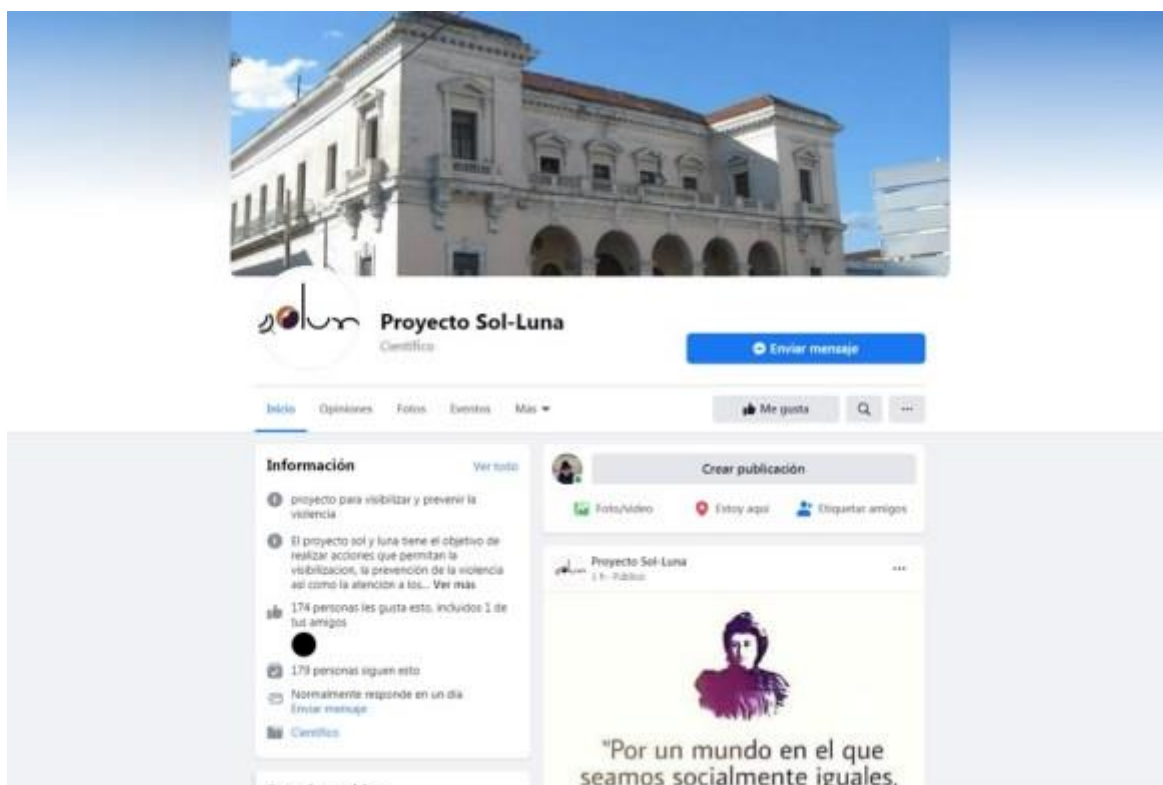 solun
Proyecto Sol-Luna
Científico
Enviar mensaje
Inicio Opiniones Fotos Eventos Más
Me gusta
Información Ver todo
proyecto para visibilizar y prevenir la
violencia
El proyecto sol y luna tiene el objetivo de
realizar acciones que permitan la
visibilizacion, la prevención de la violencia
asi como la atención a los... Ver más
174 personas les gusta esto, incluidos 1 de
tus amigos
179 personas siguen esto
Normalmente responde en un día
Enviar mensaje
Científico
Crear publicación
Foto/video Estoy aquí Etiquetar amigos
Proyecto Sol-Luna
1 h · Público
"Por un mundo en el que
seamos socialmente iguales,